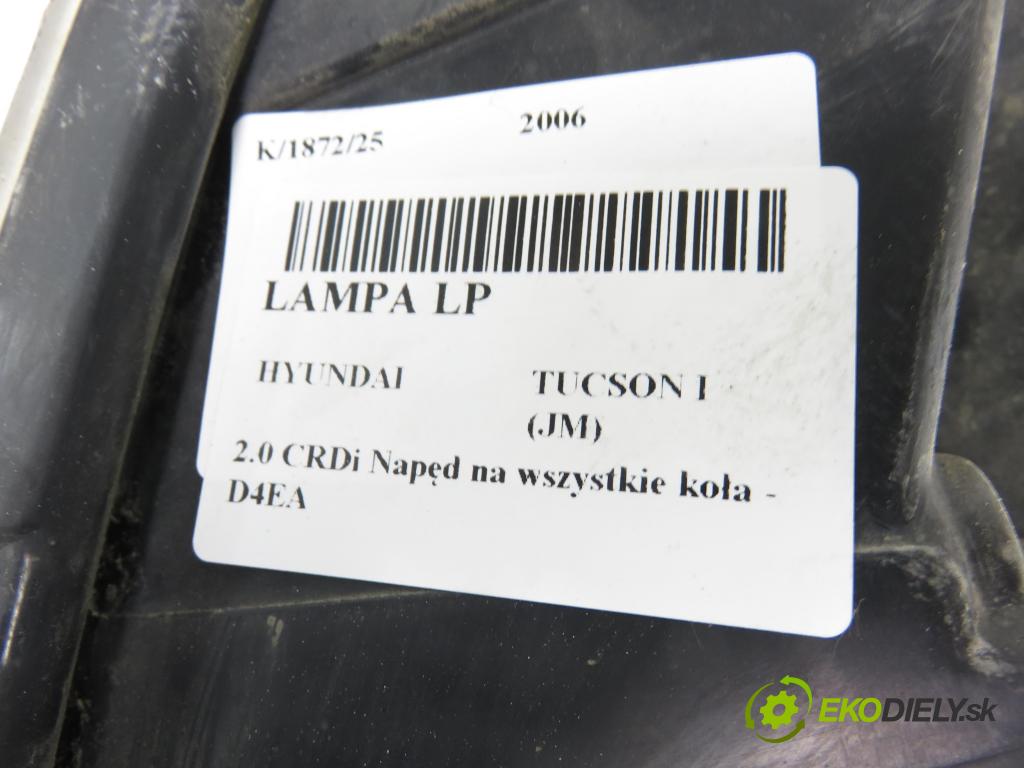 K/1872/25 2006
LAMPA LP
HYUNDAI TUCSON I
(JM)
2.0 CRDi Napęd na wszystkie koła -
D4EA
EKODIELY.sk